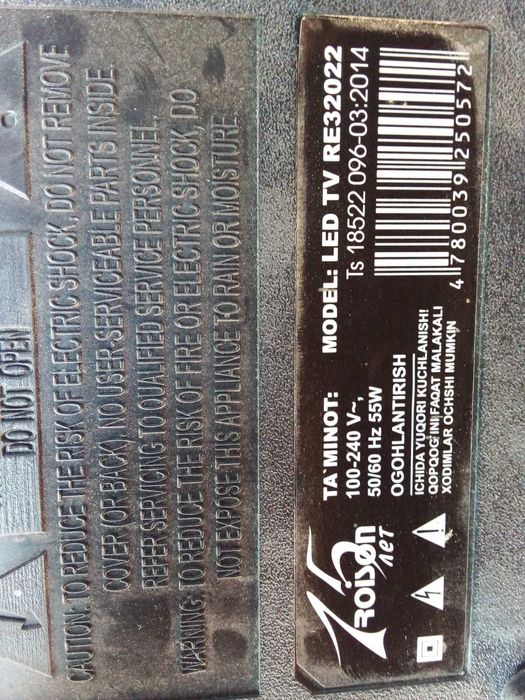 DO NOT OPEN
CAUTION: TO REDUCE THE RISK OF ELECTRIC SHOCK, DO NOT REMOVE
COVER (OR BACK). NO USER SERVICEABLE PARTS INSIDE.
REFER SERVICING TO QUALIFIED SERVICE PERSONNEL.
WARNING: TO REDUCE THE RISK OF FIRE OR ELECTRIC SHOCK, DO
NOT EXPOSE THIS APPLIANCE TO RAIN OR MOISTURE.
ROISON
15 лет
TA`MINOT:
100-240 V~,
50/60 Hz 55W
OGOHLANTIRISH
ICHIDA YUQORI KUCHLANISH!
QOPQOG`INI FAQAT MALAKALI
XODIMLAR OCHSHI MUMKIN
MODEL: LED TV RE32022
Ts 18522 096-03:2014
4 780039 250572